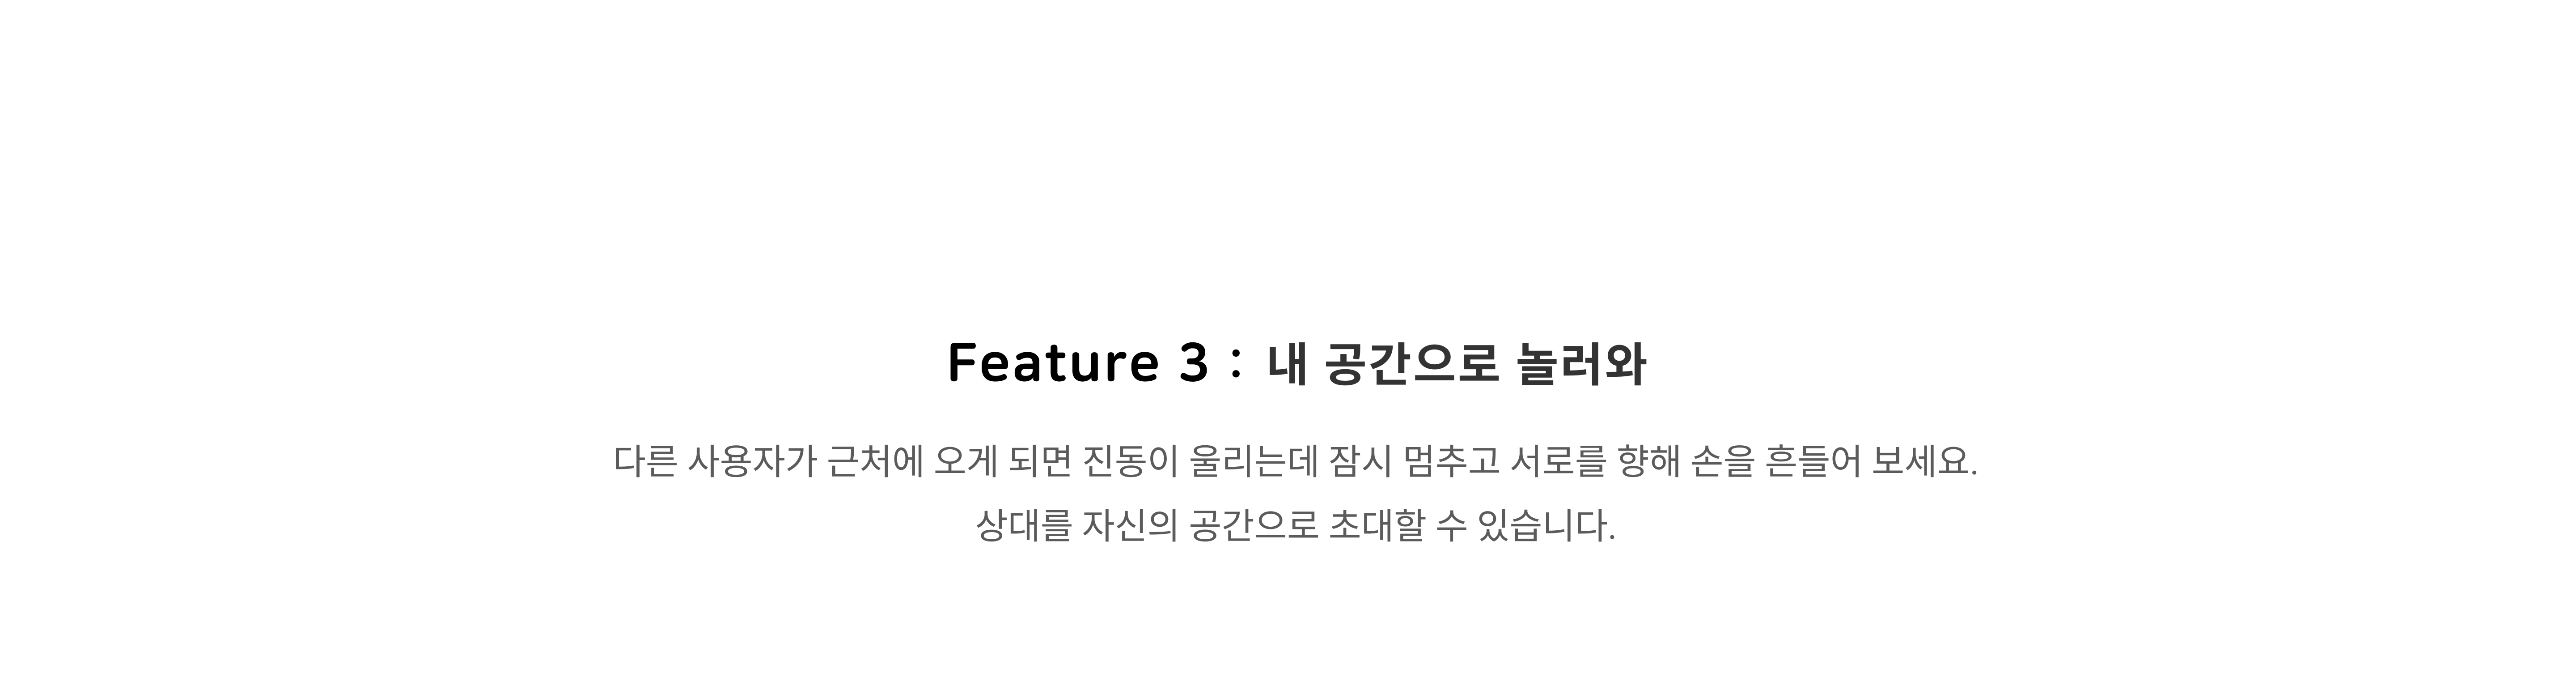 Feature 3 : 내 공간으로 놀러와
다른 사용자가 근처에 오게 되면 진동이 울리는데 잠시 멈추고 서로를 향해 손을 흔들어 보세요.
상대를 자신의 공간으로 초대할 수 있습니다.